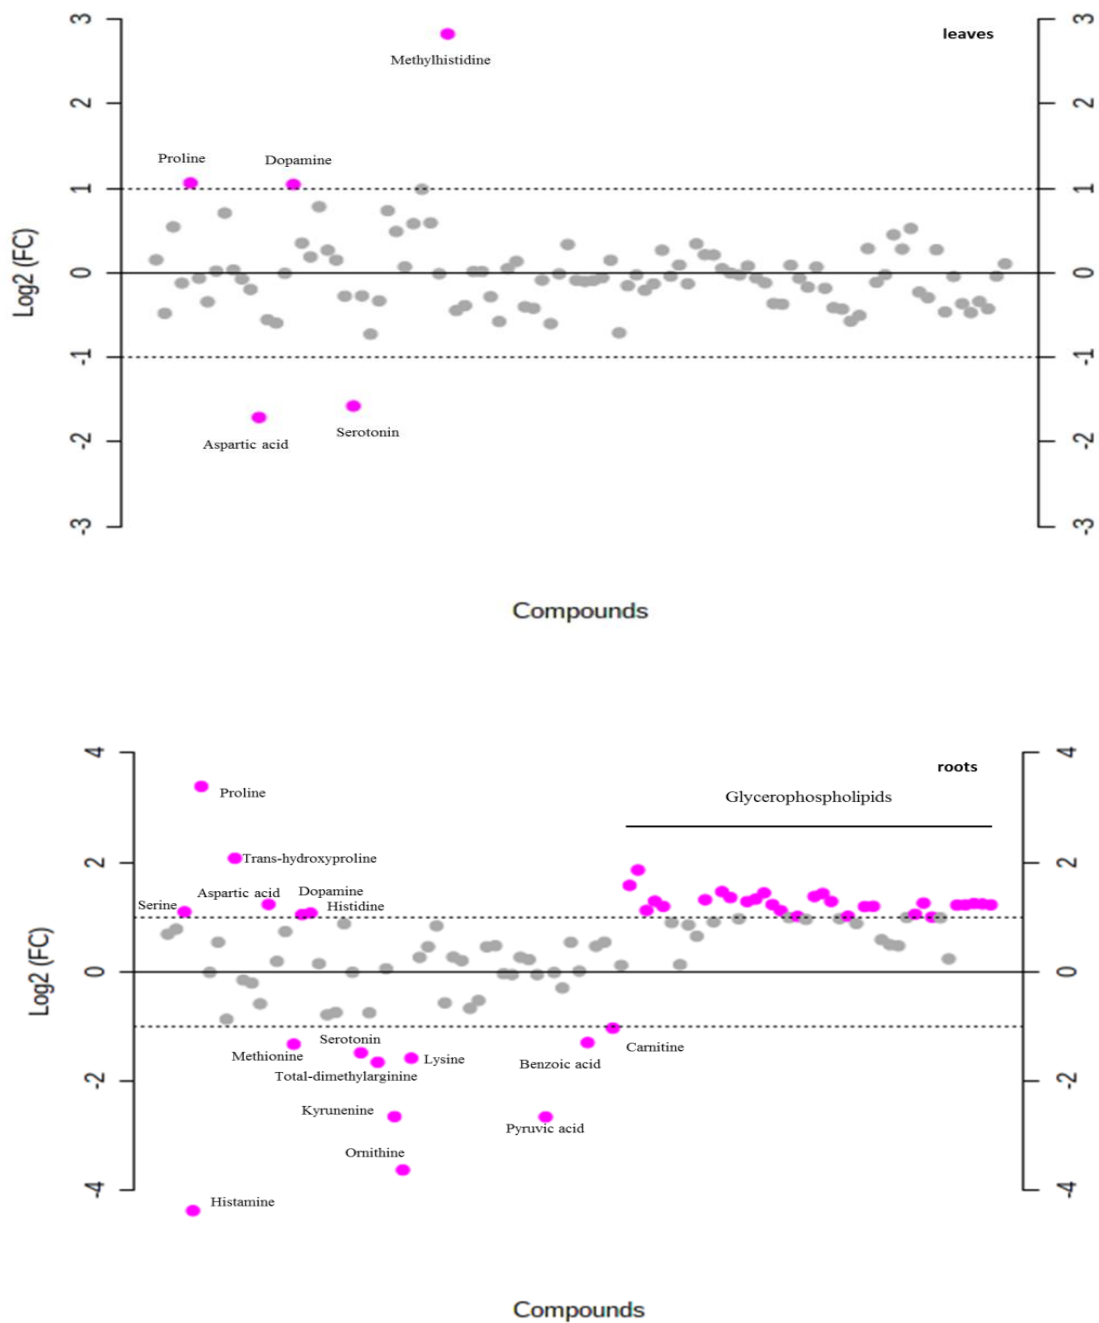 leaves
3
3
Methylhistidine
2
2
Proline
Dopamine
1
1
0
0
-1
-1
Aspartic acid
Serotonin
-2
-2
-3
-3
Log2 (FC)
Compounds
roots
4
4
Proline
Glycerophospholipids
Trans-hydroxyproline
2
2
Aspartic acid
Dopamine
Serine
Histidine
0
0
Serotonin
Methionine
Lysine
Carnitine
Benzoic acid
Total-dimethylarginine
-2
-2
Kyrunenine
Pyruvic acid
Ornithine
-4
-4
Histamine
Log2 (FC)
Compounds